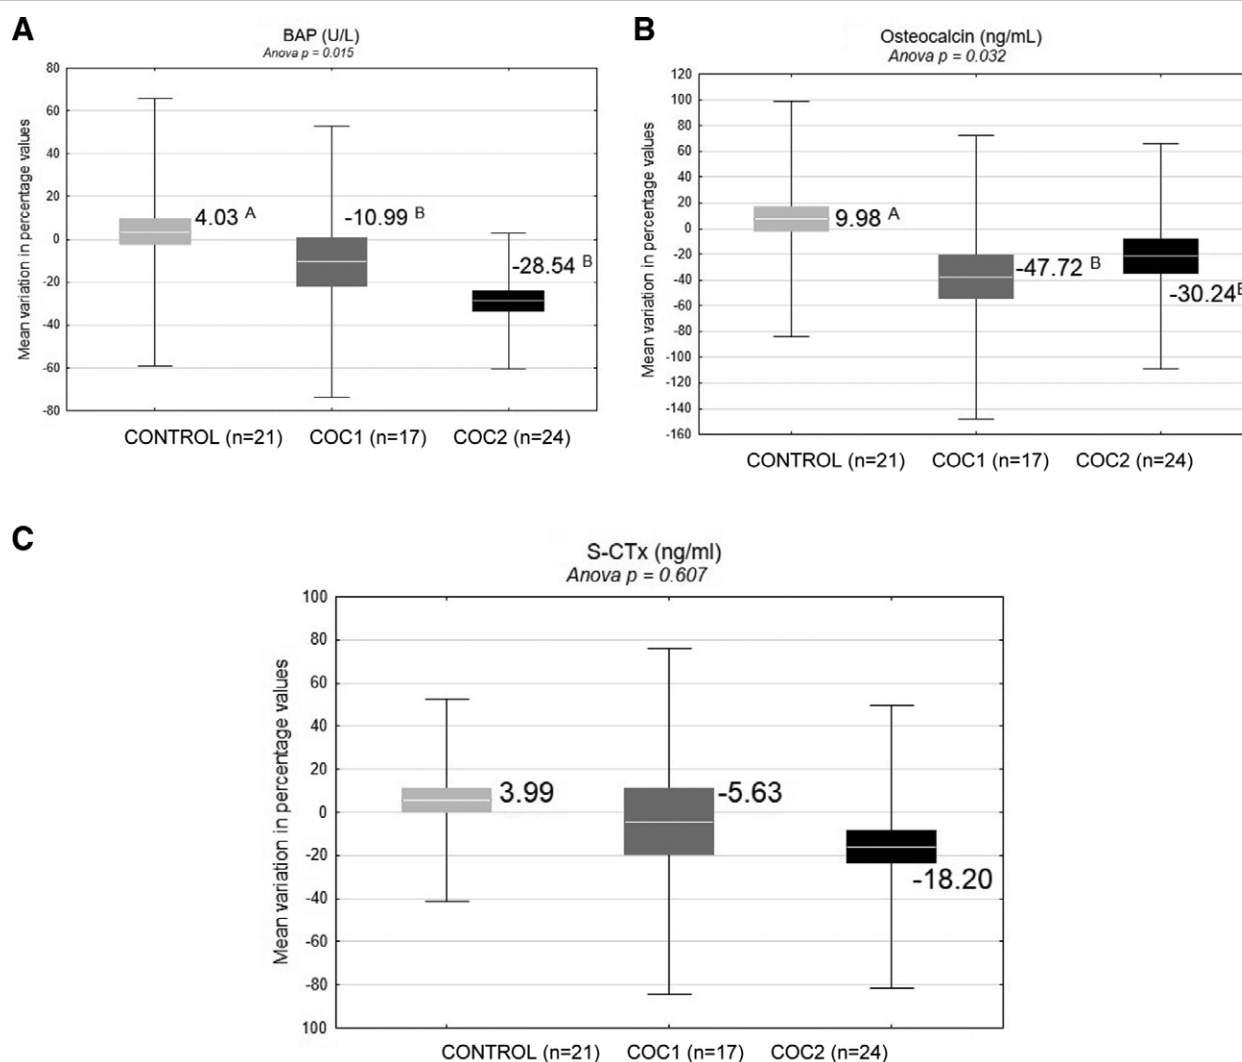 A
BAP (U/L)
Anova p = 0.015
Mean variation in percentage values
80
60
40
20
0
-20
-40
-60
-80
4.03 A
-10.99 B
-28.54 B
CONTROL (n=21) COC1 (n=17) COC2 (n=24)
B
Osteocalcin (ng/mL)
Anova p = 0.032
Mean variation in percentage values
120
100
80
60
40
20
0
-20
-40
-60
-80
-100
-120
-140
-160
9.98 A
-47.72 B
-30.24
CONTROL (n=21) COC1 (n=17) COC2 (n=24)
C
S-CTx (ng/ml)
Anova p = 0.607
Mean variation in percentage values
100
80
60
40
20
0
-20
-40
-60
-80
100
3.99
-5.63
-18.20
CONTROL (n=21) COC1 (n=17) COC2 (n=24)